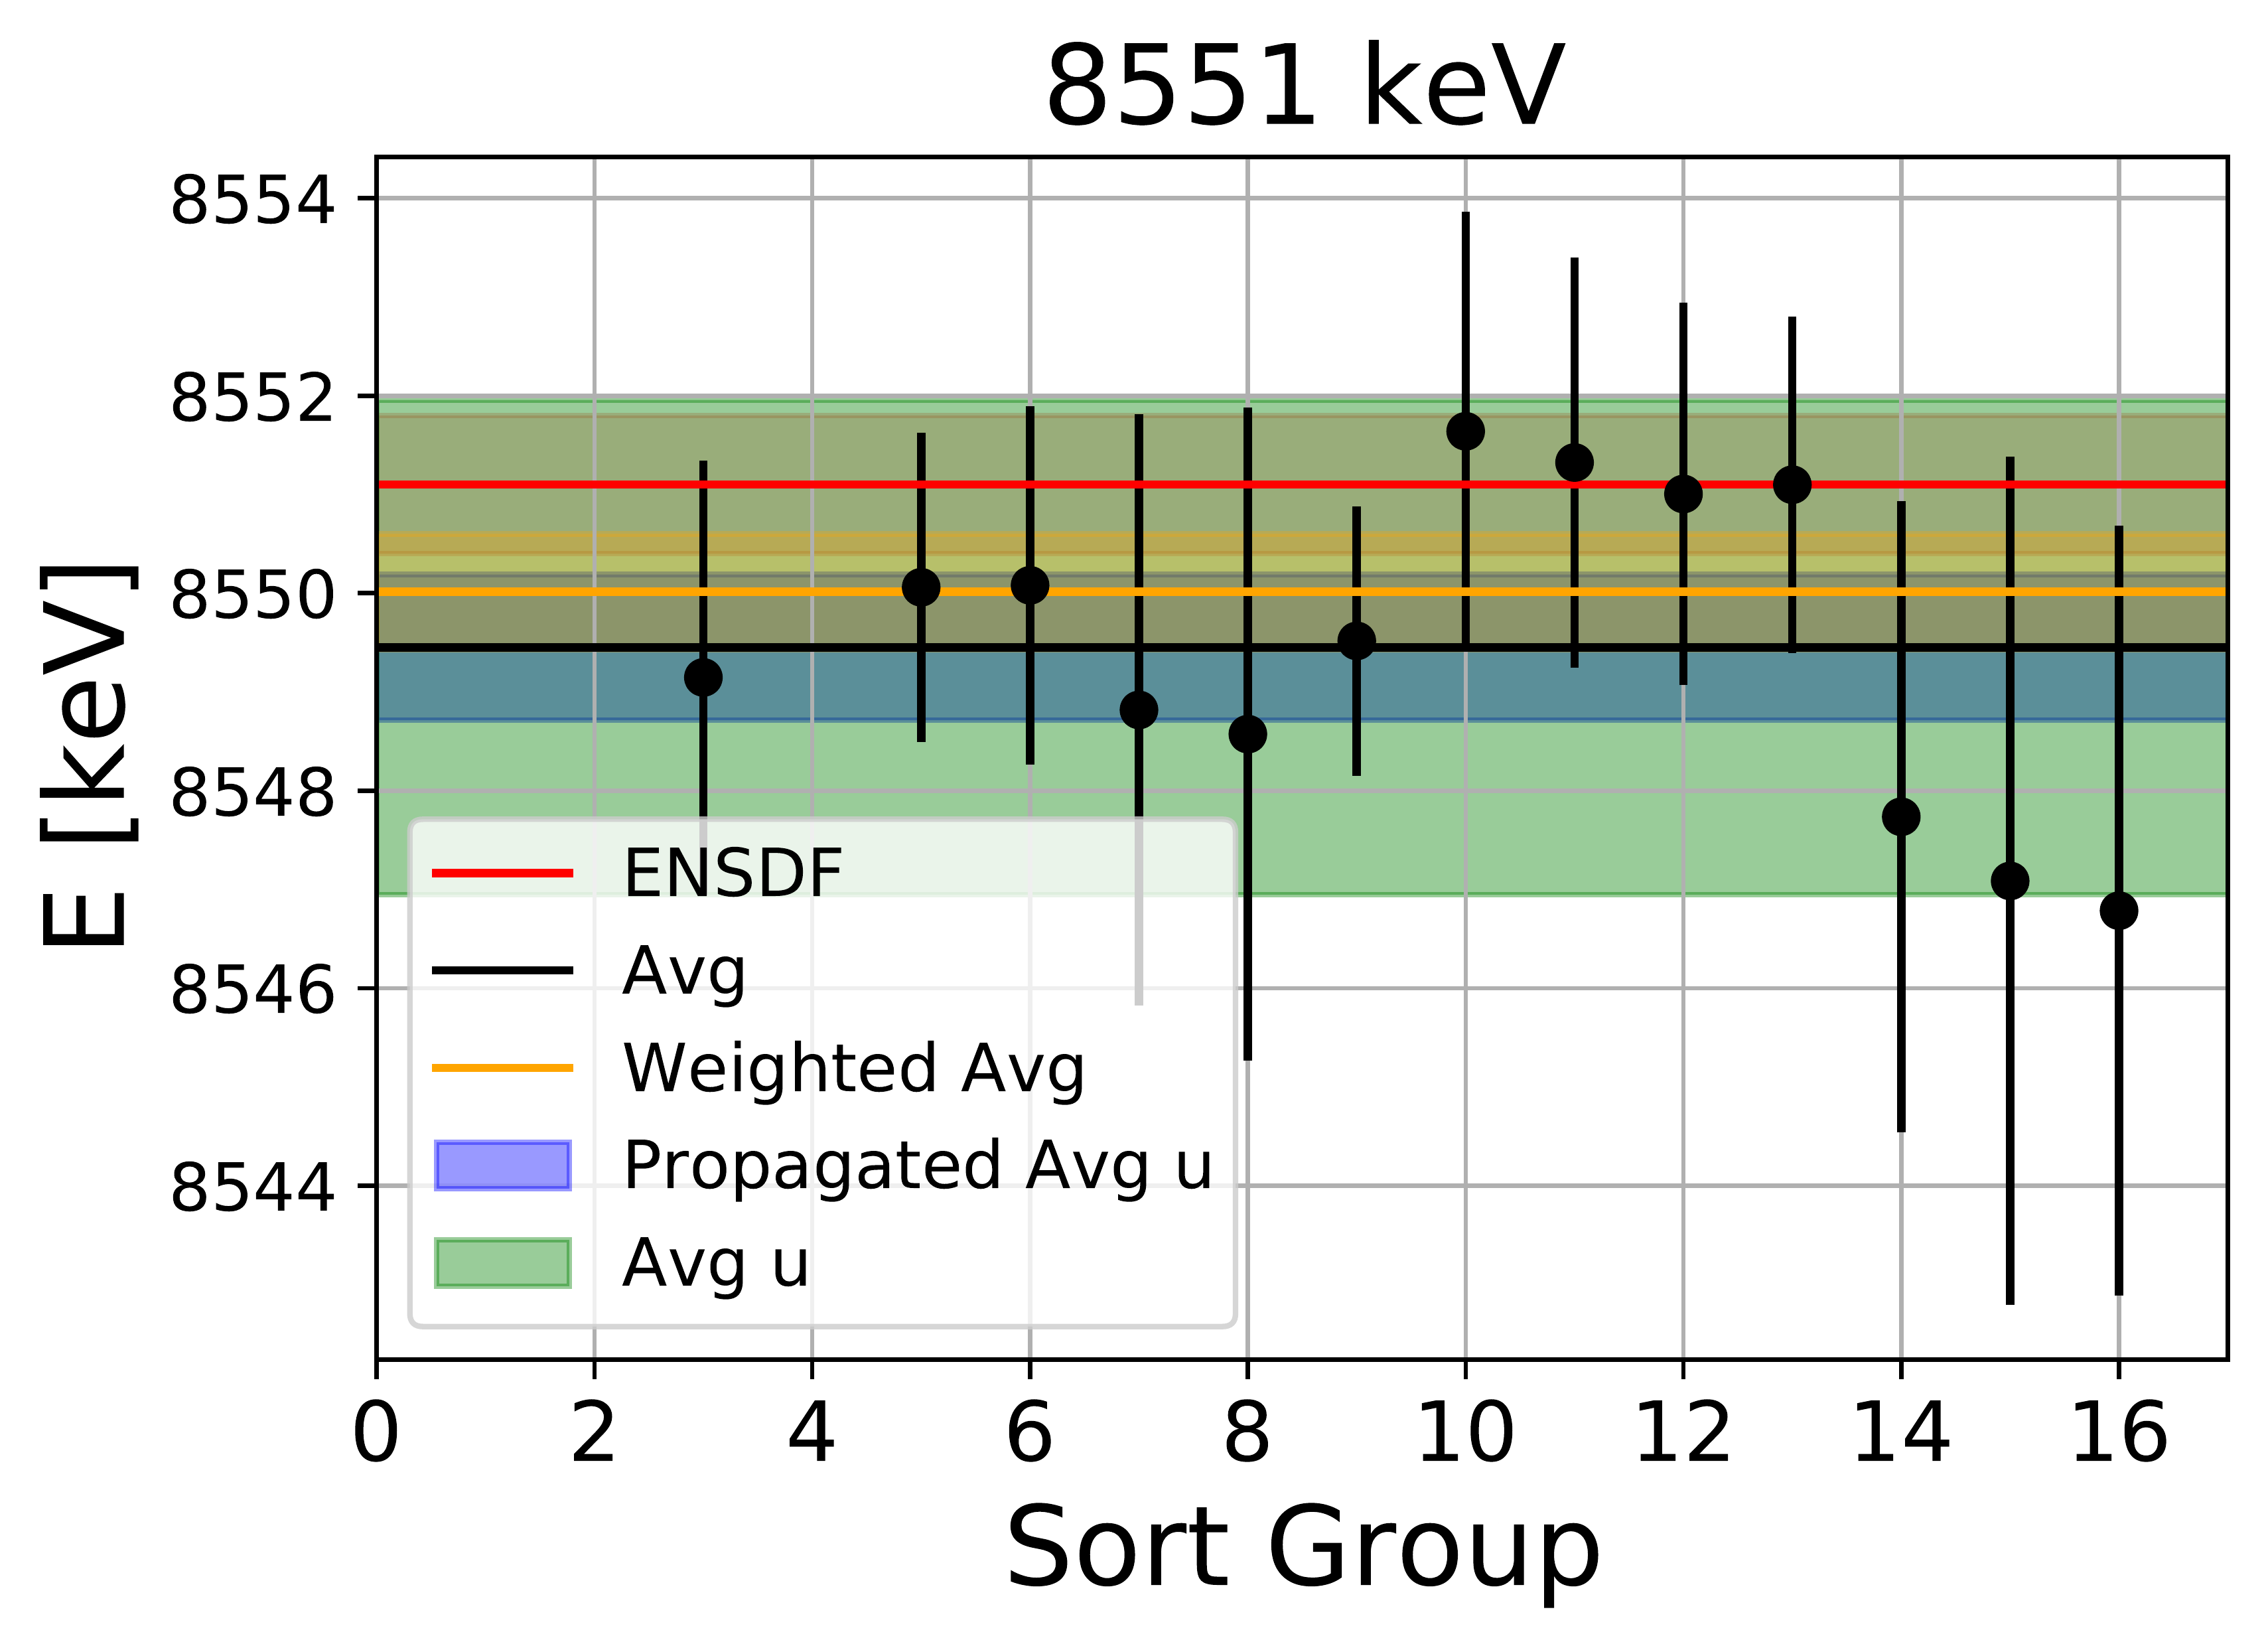 8551 keV
E [keV]
8554
8552
8550
8548
8546
8544
ENSDF
Avg
Weighted Avg
Propagated Avg u
Avg u
0 2 4 6 8 10 12 14 16
Sort Group